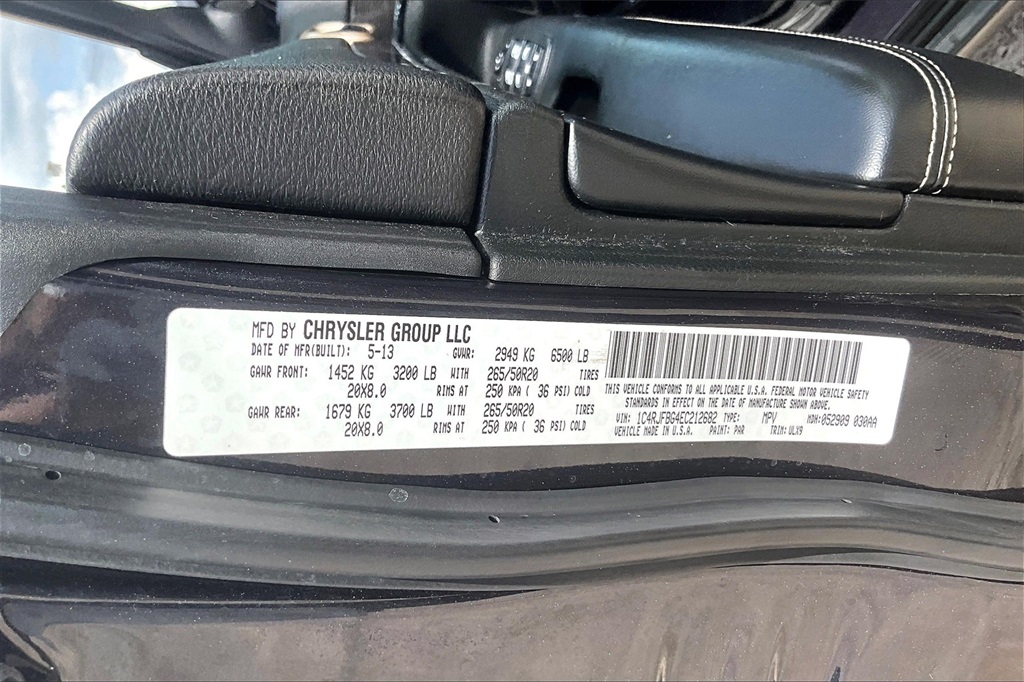 MFD BY CHRYSLER GROUP LLC
DATE OF MFR(BUILT): 5-13 GVWR: 2949 KG 6500 LB
GAWR FRONT: 1452 KG 3200 LB WITH 265/50R20 TIRES
20X8.0 RIMS AT 250 KPA ( 36 PSI) COLD
GAWR REAR: 1679 KG 3700 LB WITH 265/50R20 TIRES
20X8.0 RIMS AT 250 KPA ( 36 PSI) COLD
THIS VEHICLE CONFORMS TO ALL APPLICABLE U.S.A. FEDERAL MOTOR VEHICLE SAFETY
STANDARDS IN EFFECT ON THE DATE OF MANUFACTURE SHOWN ABOVE.
VIN: 1C4RJFBG4EC212682 TYPE: MPV MDH: 052909 030AA
VEHICLE MADE IN U.S.A. PAINT: PAR TRIM: ULX9